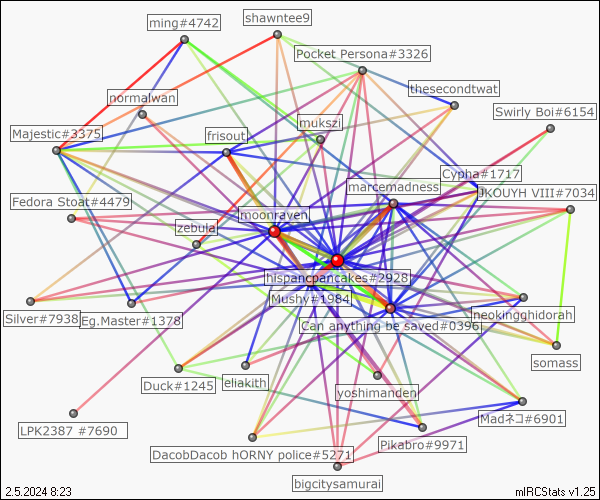 ming#4742
shawntee9
Pocket Persona#3326
thesecondtwat
normalwan
Swirly Boi#6154
mukszi
Majestic#3375
frisout
Cypha#1717
marcemadness
JKOUYH VIII#7034
Fedora Stoat#4479
moonraven
zebula
hispancpancakes#2928
Mushy#1984
Silver#7938
Eg.Master#1378
neokingghidorah
Can anything be saved#0396
somass
Duck#1245
eliakith
yoshimanden
LPK2387 #7690
Madネコ#6901
Pikabro#9971
DacobDacob hORNY police#5271
bigcitysamurai
2.5.2024 8:23
mIRCStats v1.25